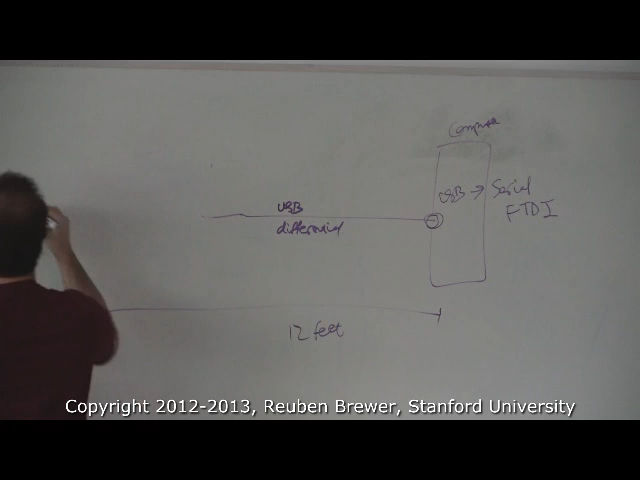 Computer
USB → Serial
FTDI
USB
differential
12 feet
Copyright 2012-2013, Reuben Brewer, Stanford University